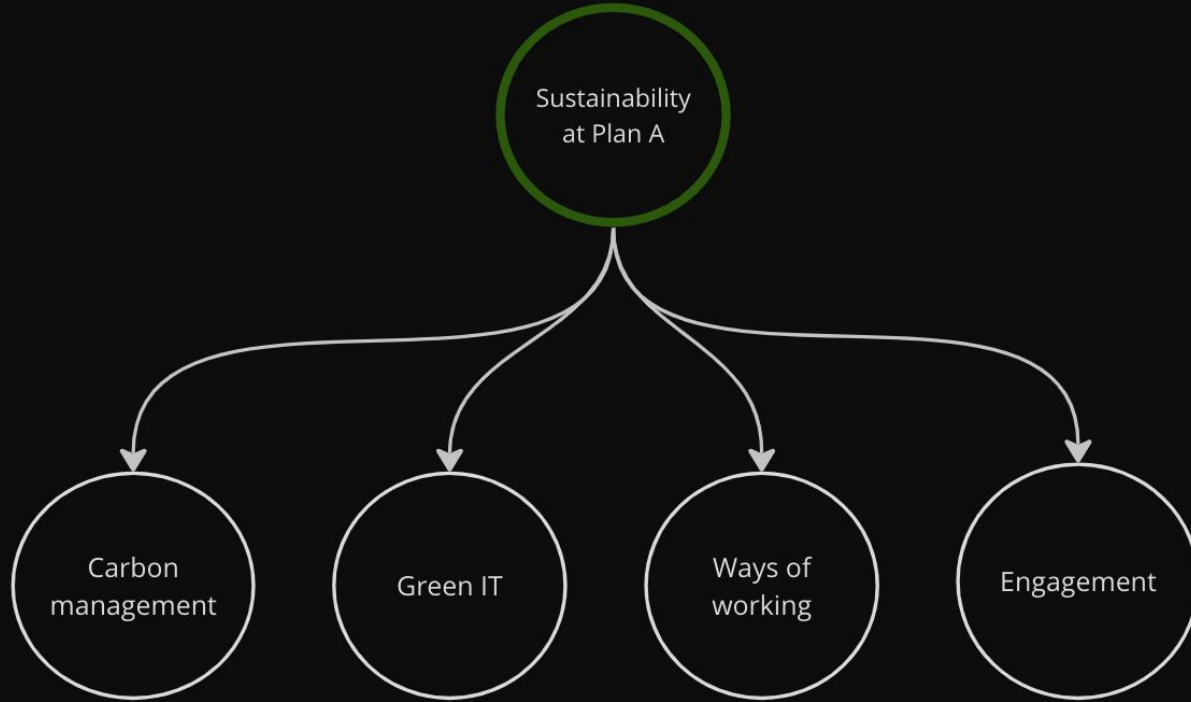 Sustainability
at Plan A
Carbon
management
Green IT
Ways of
working
Engagement